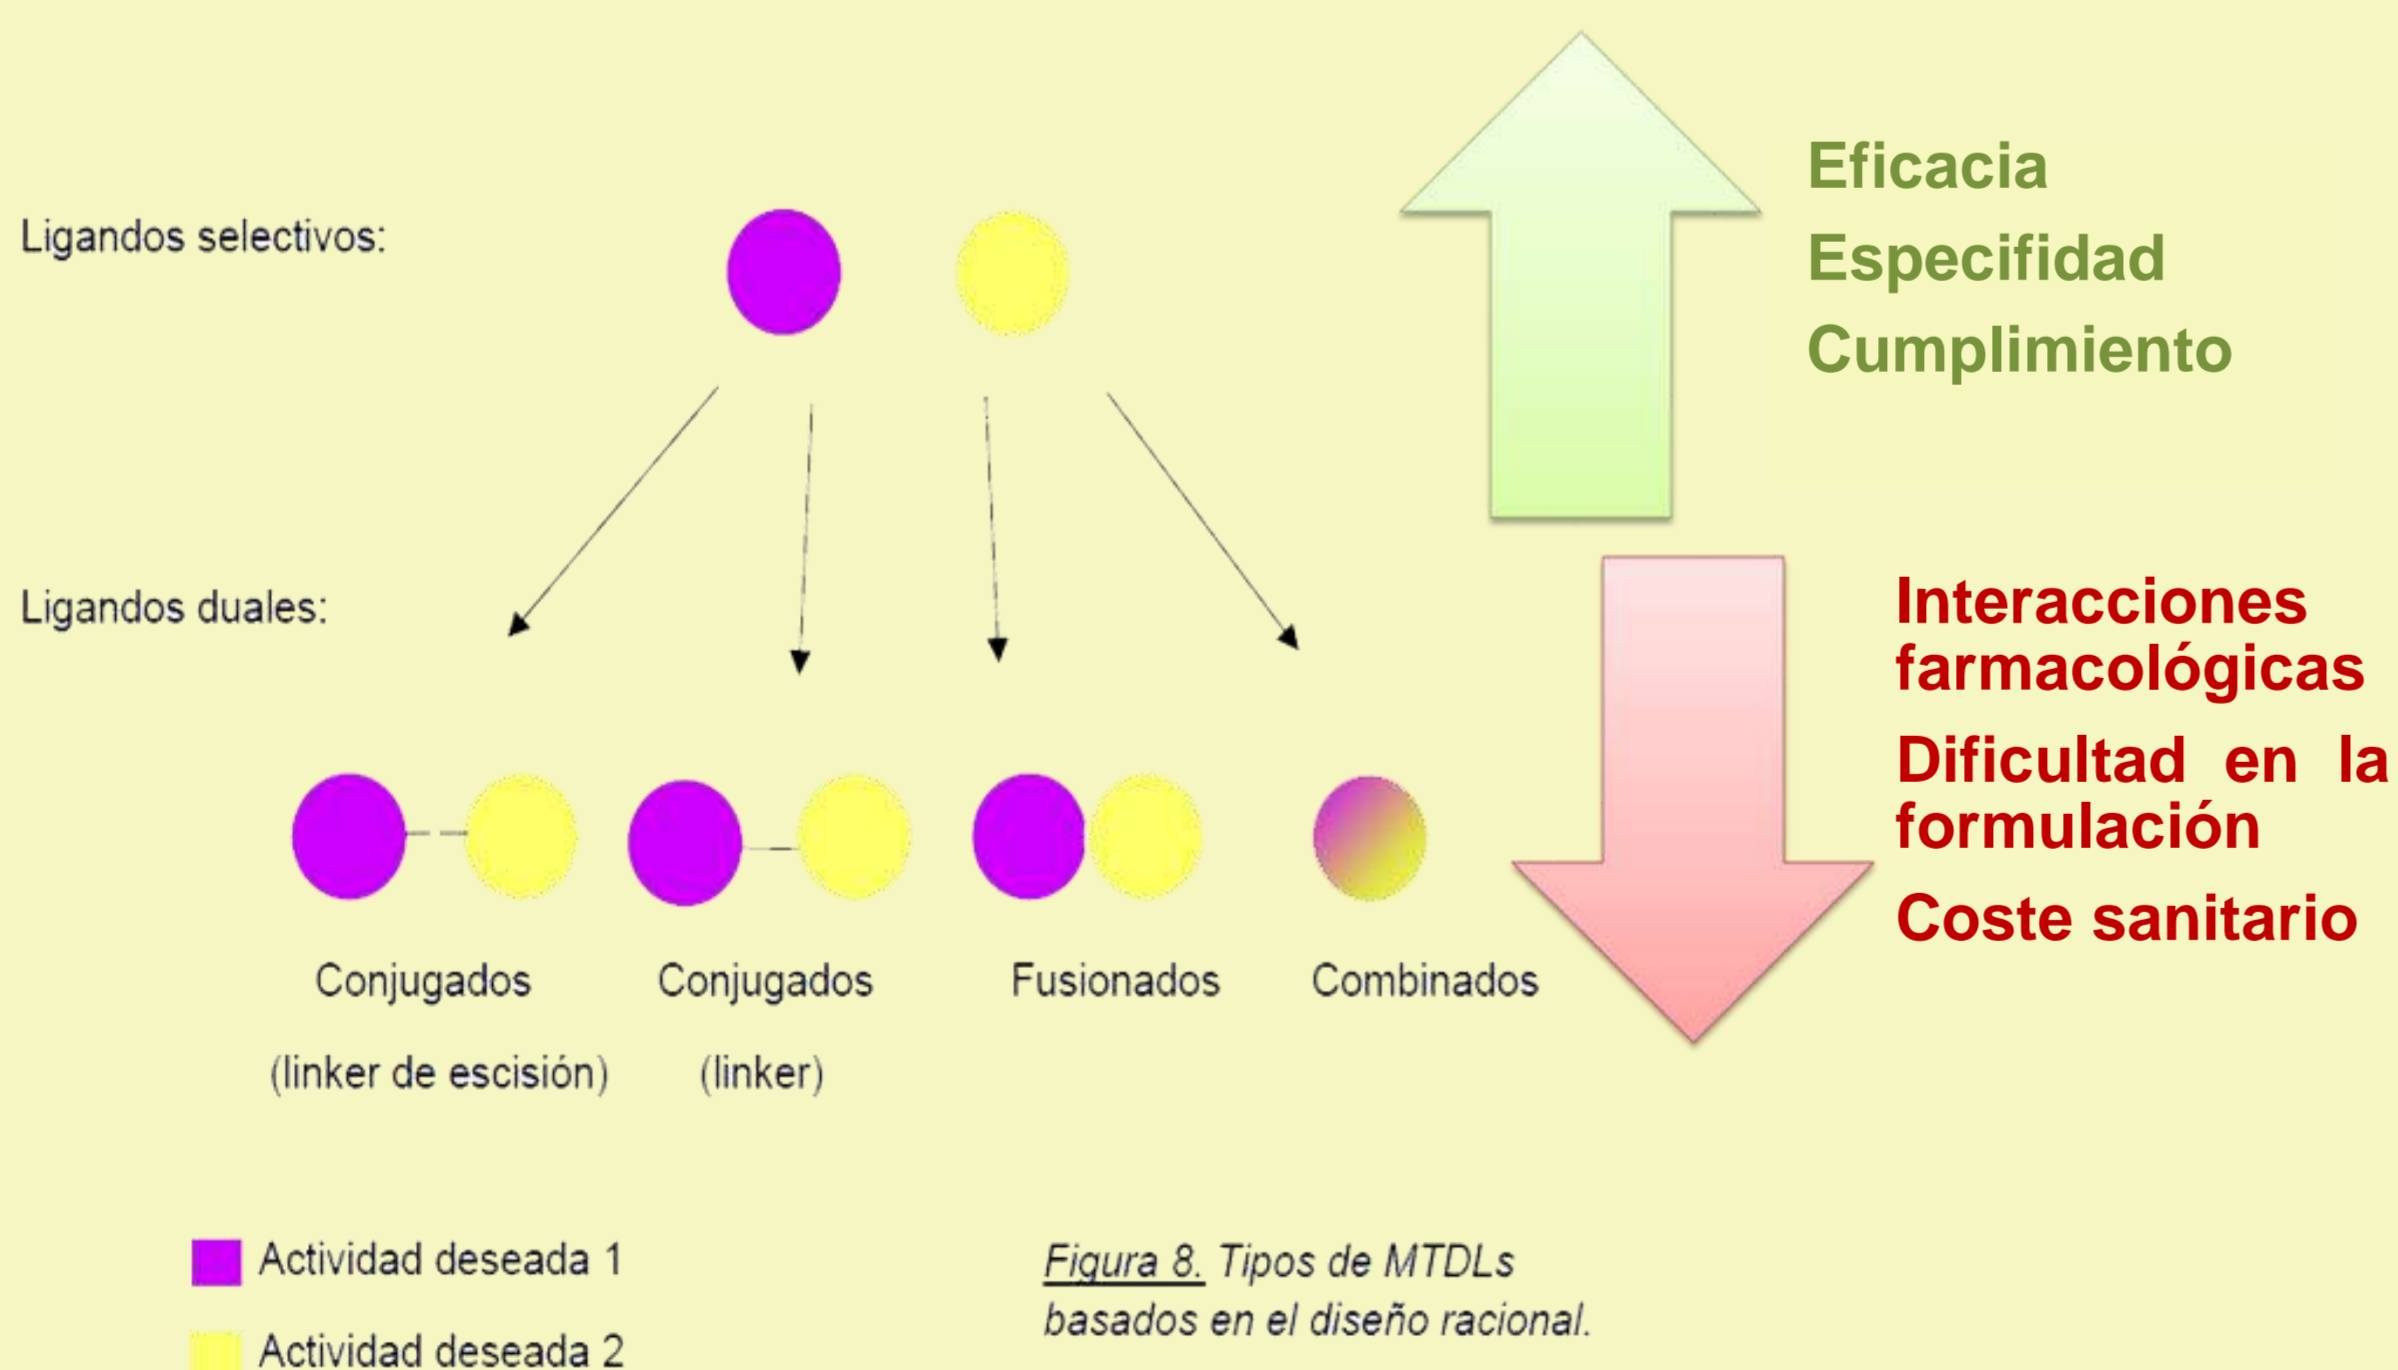 Ligandos selectivos:
Eficacia
Especifidad
Cumplimiento
Ligandos duales:
Interacciones
farmacológicas
Dificultad en la
formulación
Coste sanitario
Conjugados
(linker de escisión)
Conjugados
(linker)
Fusionados
Combinados
Actividad deseada 1
Actividad deseada 2
Figura 8. Tipos de MTDLs
basados en el diseño racional.